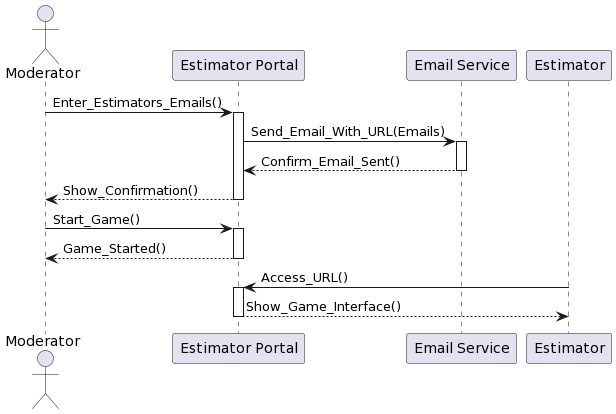 Moderator
Estimator Portal
Email Service
Estimator
Enter_Estimators_Emails()
Send_Email_With_URL(Emails)
Confirm_Email_Sent()
Show_Confirmation()
Start_Game()
Game_Started()
Access_URL()
Show_Game_Interface()
Moderator
Estimator Portal
Email Service
Estimator